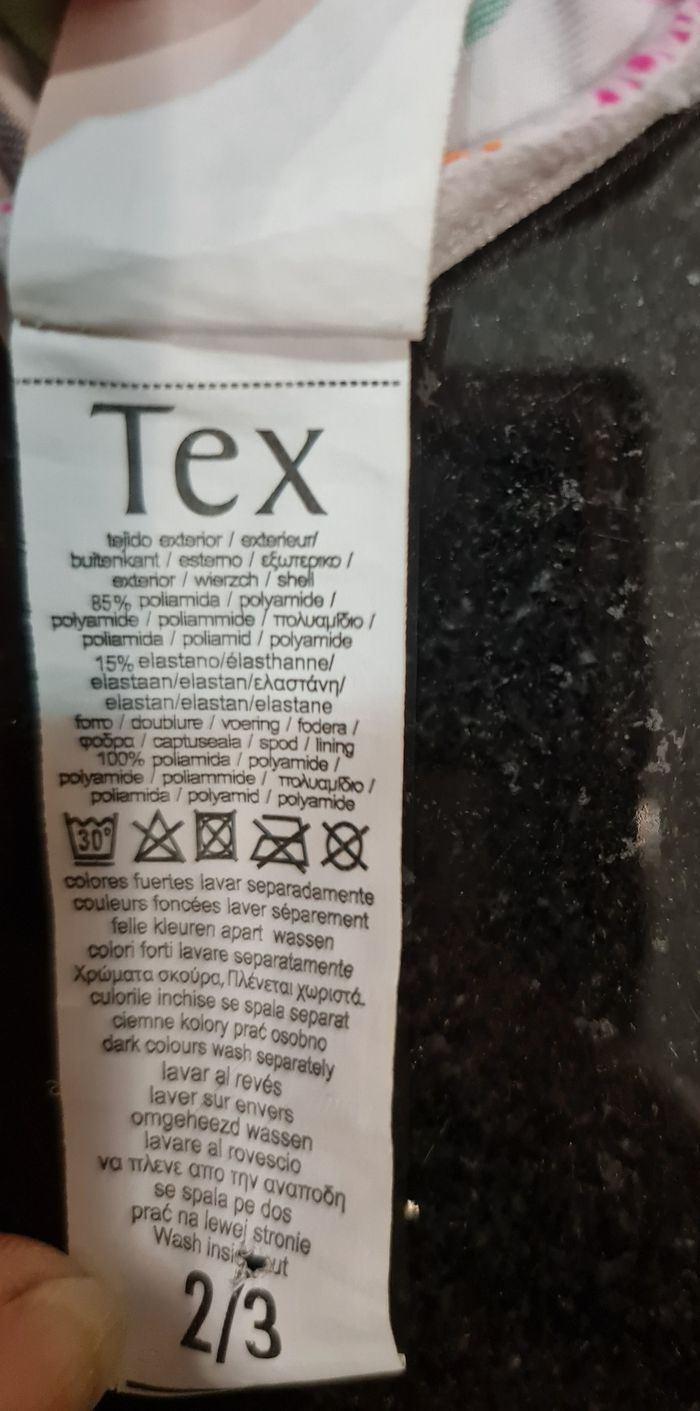 Tex
tejido exterior / exterieur/
buitenkant / esterno / εξωτερικο /
exterior / wierzch / shell
85% poliamida / polyamide /
polyamide / poliammide / πολυαμίδιο /
poliamida / poliamid / polyamide
15% elastano/élasthanne/
elastaan/elastan/ελαστάνη/
elastan/elastan/elastane
forro / doublure / voering / fodera /
φοδρα / captuseala / spod / lining
100% poliamida / polyamide /
polyamide / poliammide / πολυαμίδιο /
poliamida / polyamid / polyamide
30°
colores fuertes lavar separadamente
couleurs foncées laver séparement
felle kleuren apart wassen
colori forti lavare separatamente
Χρώματα σκούρα, Πλένεται χωριστά.
culorile inchise se spala separat
ciemne kolory prać osobno
dark colours wash separately
lavar al revés
laver sur envers
omgeheezd wassen
lavare al rovescio
να πλενε απο την αναποδη
se spala pe dos
prać na lewej stronie
Wash
2/3